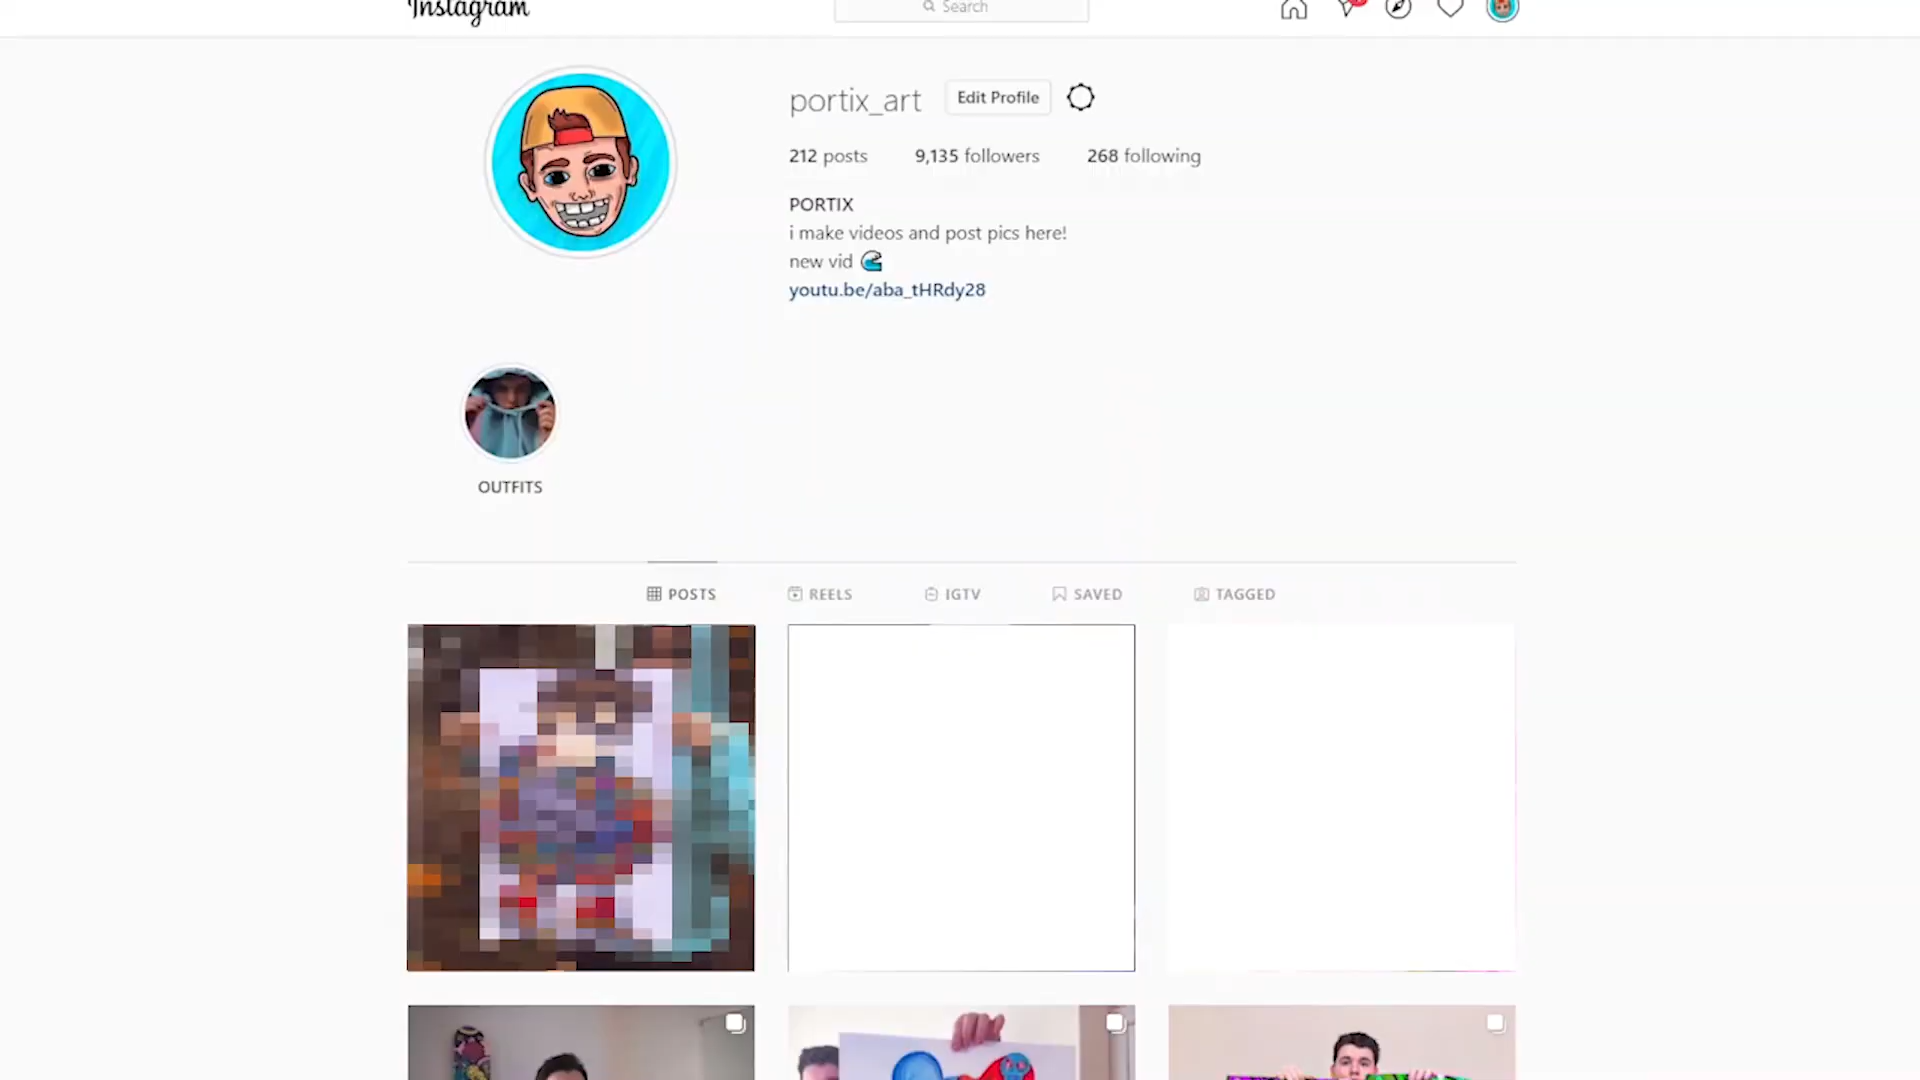 Instagram
Search
portix_art
Edit Profile
212 posts
9,135 followers
268 following
PORTIX
i make videos and post pics here!
new vid 🌊
youtu.be/aba_tHRdy28
OUTFITS
POSTS
REELS
IGTV
SAVED
TAGGED